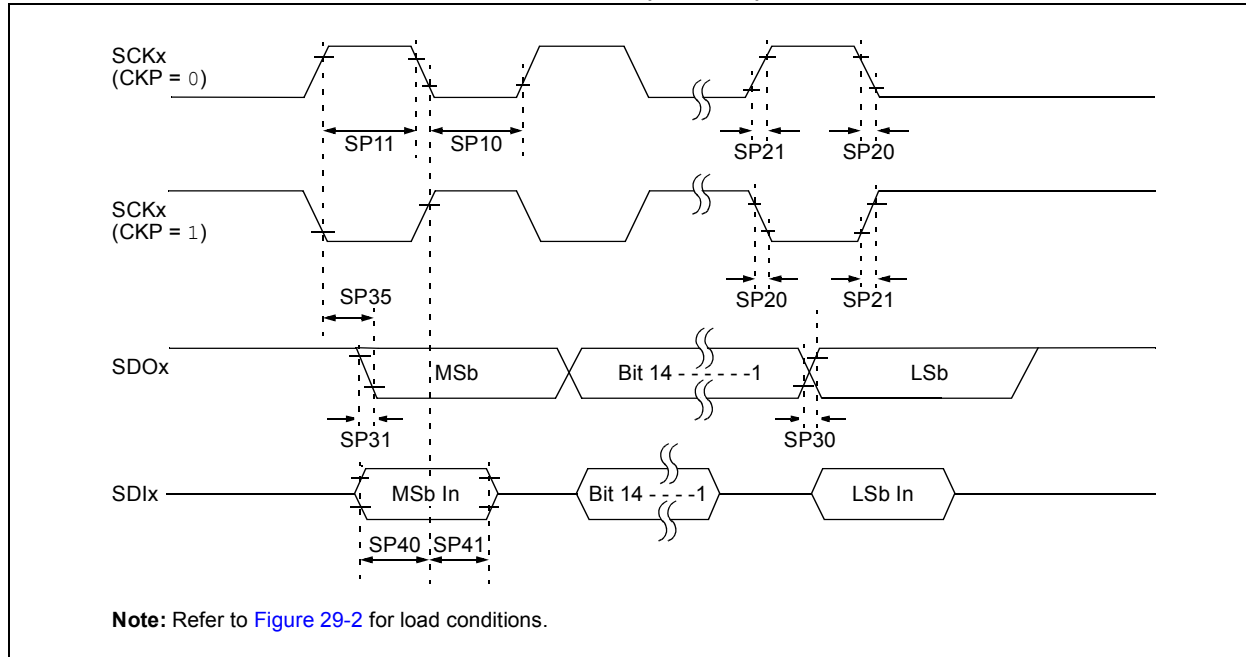 SCKx
(CKP = 0)
SP11
SP10
SP21
SP20
SCKx
(CKP = 1)
SP35
SP20
SP21
SDOx
MSb
Bit 14 - - - - - -1
LSb
SP31
SP30
SDIx
MSb In
Bit 14 - - - -1
LSb In
SP40
SP41
Note: Refer to Figure 29-2 for load conditions.